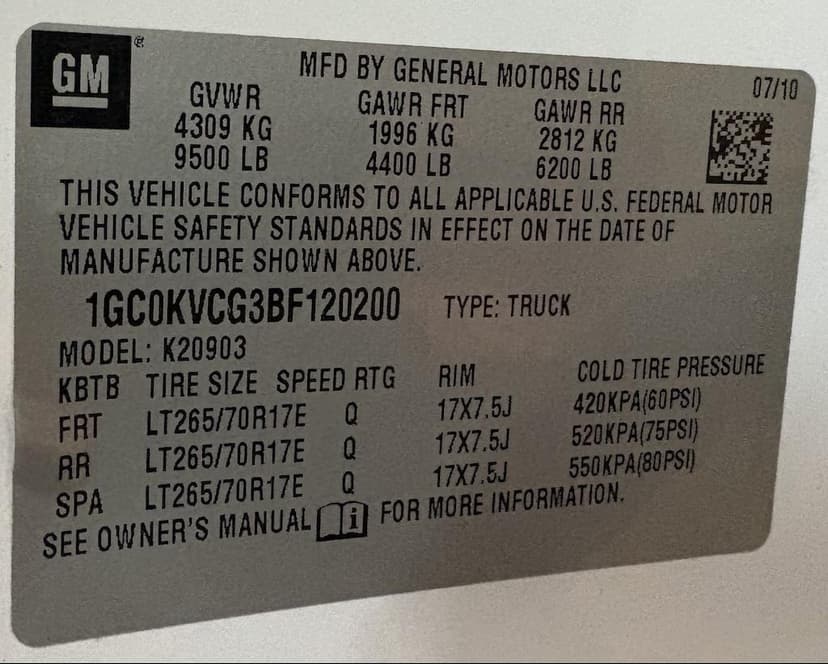 GM®
MFD BY GENERAL MOTORS LLC 07/10
GVWR GAWR FRT GAWR RR
4309 KG 1996 KG 2812 KG
9500 LB 4400 LB 6200 LB
THIS VEHICLE CONFORMS TO ALL APPLICABLE U.S. FEDERAL MOTOR
VEHICLE SAFETY STANDARDS IN EFFECT ON THE DATE OF
MANUFACTURE SHOWN ABOVE.
1GC0KVCG3BF120200 TYPE: TRUCK
MODEL: K20903
KBTB TIRE SIZE SPEED RTG RIM COLD TIRE PRESSURE
FRT LT265/70R17E Q 17X7.5J 420KPA(60PSI)
RR LT265/70R17E Q 17X7.5J 520KPA(75PSI)
SPA LT265/70R17E Q 17X7.5J 550KPA(80PSI)
SEE OWNER'S MANUAL i FOR MORE INFORMATION.